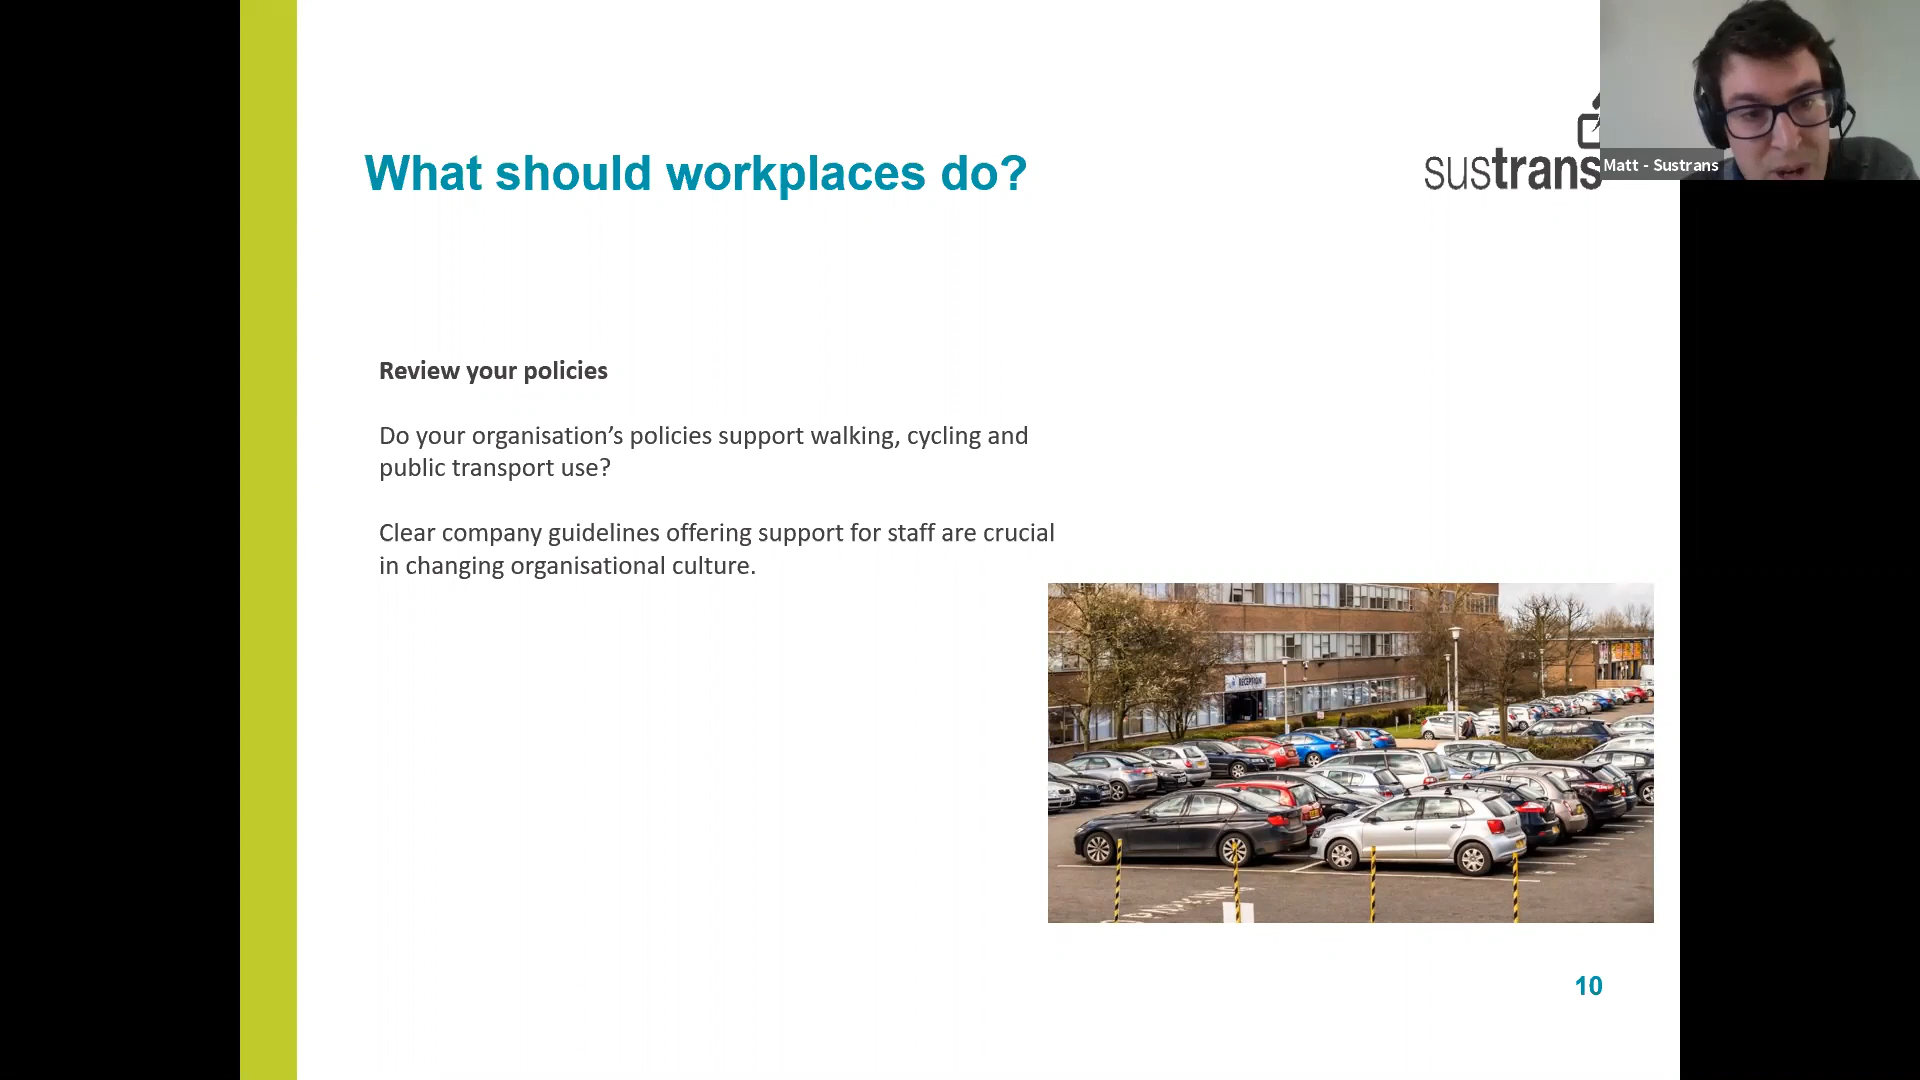 What should workplaces do?
sustrans
Matt - Sustrans
Review your policies
Do your organisation’s policies support walking, cycling and
public transport use?
Clear company guidelines offering support for staff are crucial
in changing organisational culture.
RECEPTION
10